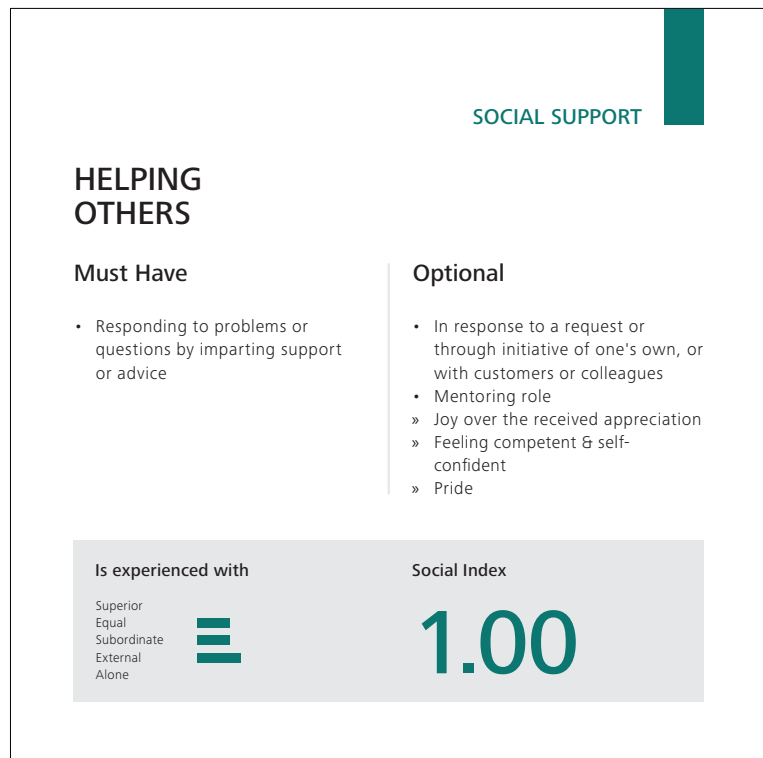 SOCIAL SUPPORT
HELPING
OTHERS
Must Have
• Responding to problems or
questions by imparting support
or advice
Optional
• In response to a request or
through initiative of one's own, or
with customers or colleagues
• Mentoring role
» Joy over the received appreciation
» Feeling competent & self-
confident
» Pride
Is experienced with
Superior
Equal
Subordinate
External
Alone
Social Index
1.00